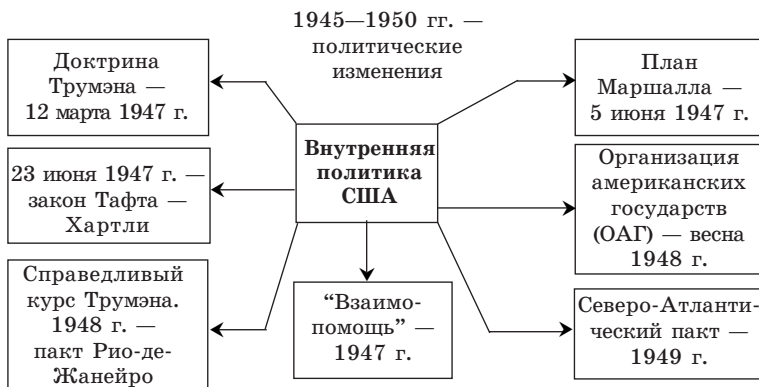 1945—1950 гг. —
политические
изменения
Доктрина
Трумэна —
12 марта 1947 г.
План
Маршалла —
5 июня 1947 г.
Внутренняя
политика
США
23 июня 1947 г. —
закон Тафта —
Хартли
Организация
американских
государств
(ОАГ) — весна
1948 г.
Справедливый
курс Трумэна.
1948 г. —
пакт Рио-де-
Жанейро
“Взаимо-
помощь” —
1947 г.
Северо-Атланти-
ческий пакт —
1949 г.